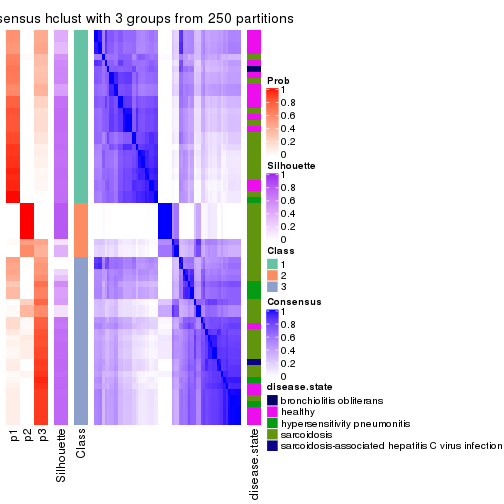 sensus hclust with 3 groups from 250 partitions
Prob
1
0.8
0.6
0.4
0.2
0
Silhouette
1
0.8
0.6
0.4
0.2
0
Class
1
2
3
Consensus
1
0.8
0.6
0.4
0.2
0
disease.state
bronchiolitis obliterans
healthy
hypersensitivity pneumonitis
sarcoidosis
sarcoidosis-associated hepatitis C virus infection
p1
p2
p3
Silhouette
Class
disease.state